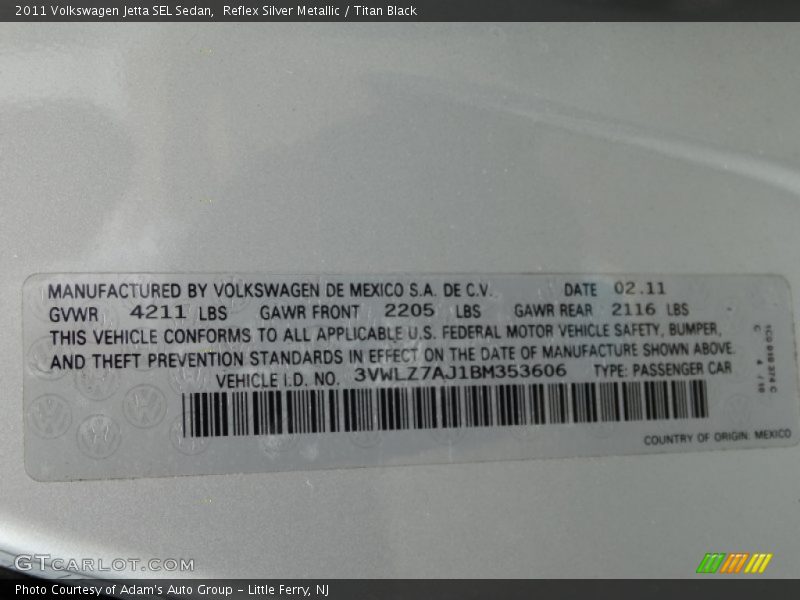 2011 Volkswagen Jetta SEL Sedan,  Reflex Silver Metallic / Titan Black
MANUFACTURED BY VOLKSWAGEN DE MEXICO S.A. DE C.V. DATE 02.11
GVWR 4211 LBS GAWR FRONT 2205 LBS GAWR REAR 2116 LBS
THIS VEHICLE CONFORMS TO ALL APPLICABLE U.S. FEDERAL MOTOR VEHICLE SAFETY, BUMPER,
AND THEFT PREVENTION STANDARDS IN EFFECT ON THE DATE OF MANUFACTURE SHOWN ABOVE.
VEHICLE I.D. NO. 3VWLZ7AJ1BM353606 TYPE: PASSENGER CAR
COUNTRY OF ORIGIN: MEXICO
GTCARLOT.COM
Photo Courtesy of Adam's Auto Group - Little Ferry, NJ